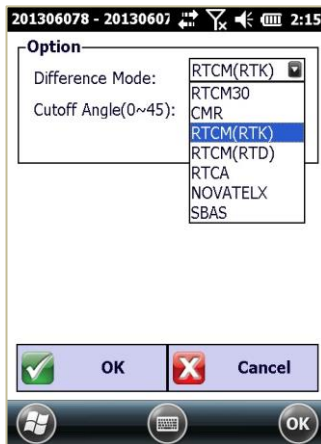 201306078 - 20130607 2:15
Option
Difference Mode: RTCM(RTK)
Cutoff Angle(0~45):
RTCM30
CMR
RTCM(RTK)
RTCM(RTD)
RTCA
NOVATELX
SBAS
OK Cancel
OK